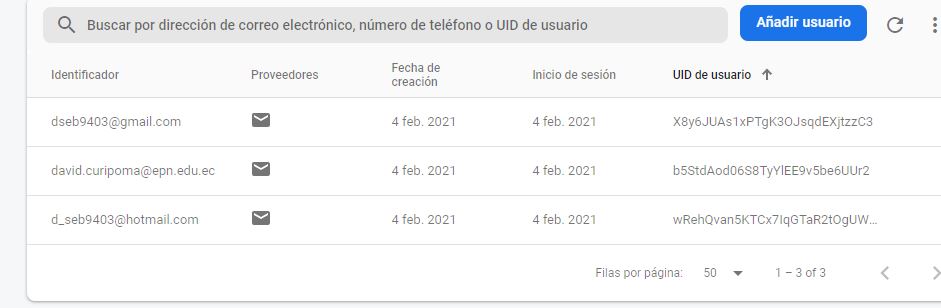 Buscar por dirección de correo electrónico, número de teléfono o UID de usuario
Añadir usuario
Identificador
Proveedores
Fecha de
creación
Inicio de sesión
UID de usuario
dseb9403@gmail.com
4 feb. 2021
4 feb. 2021
X8y6JUAs1xPTgK3OJsqdEXjtzzC3
david.curipoma@epn.edu.ec
4 feb. 2021
4 feb. 2021
b5StdAod06S8TyYlEE9v5be6UUr2
d_seb9403@hotmail.com
4 feb. 2021
4 feb. 2021
wRehQvan5KTCx7IqGTaR2tOgUW...
Filas por página:
50
1 – 3 of 3